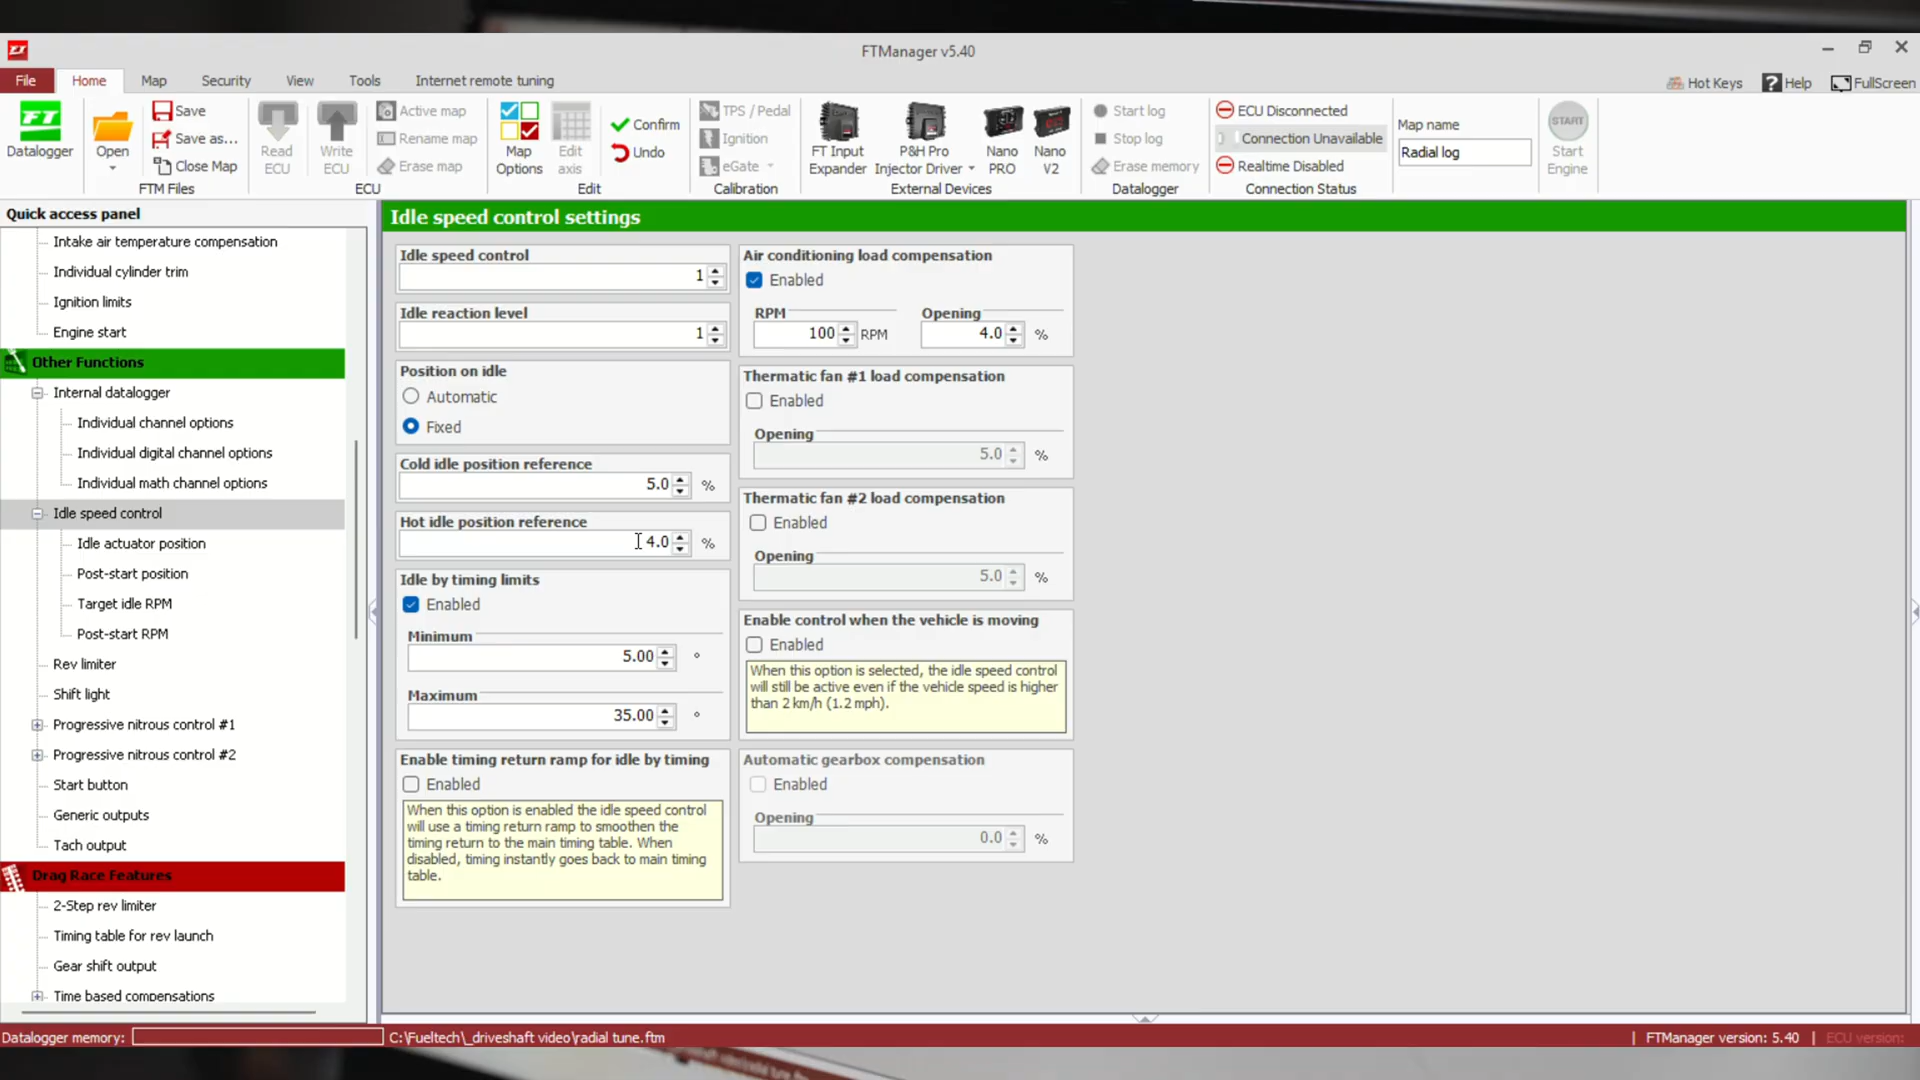 FTManager v5.40
File Home Map Security View Tools Internet remote tuning
Hot Keys Help FullScreen
FT
Datalogger
Open
Save
Save as...
Close Map
FTM Files
Read
ECU
Write
ECU
Active map
Rename map
Erase map
ECU
Map
Options
Edit
axis
Confirm
Undo
Edit
TPS / Pedal
Ignition
eGate
Calibration
FT Input
Expander
P&H Pro
Injector Driver
Nano
PRO
Nano
V2
External Devices
Start log
Stop log
Erase memory
Datalogger
ECU Disconnected
Connection Unavailable
Realtime Disabled
Connection Status
Map name
Radial log
START
Start
Engine
Quick access panel
Intake air temperature compensation
Individual cylinder trim
Ignition limits
Engine start
Other Functions
Internal datalogger
Individual channel options
Individual digital channel options
Individual math channel options
Idle speed control
Idle actuator position
Post-start position
Target idle RPM
Post-start RPM
Rev limiter
Shift light
Progressive nitrous control #1
Progressive nitrous control #2
Start button
Generic outputs
Tach output
Drag Race Features
2-Step rev limiter
Timing table for rev launch
Gear shift output
Time based compensations
Idle speed control settings
Idle speed control
1
Idle reaction level
1
Position on idle
Automatic
Fixed
Cold idle position reference
5.0 %
Hot idle position reference
4.0 %
Idle by timing limits
Enabled
Minimum
5.00 °
Maximum
35.00 °
Enable timing return ramp for idle by timing
Enabled
When this option is enabled the idle speed control
will use a timing return ramp to smoothen the
timing return to the main timing table. When
disabled, timing instantly goes back to main timing
table.
Air conditioning load compensation
Enabled
RPM Opening
100 RPM 4.0 %
Thermatic fan #1 load compensation
Enabled
Opening
5.0 %
Thermatic fan #2 load compensation
Enabled
Opening
5.0 %
Enable control when the vehicle is moving
Enabled
When this option is selected, the idle speed control
will still be active even if the vehicle speed is higher
than 2 km/h (1.2 mph).
Automatic gearbox compensation
Enabled
Opening
0.0 %
Datalogger memory: C:\Fueltech\_driveshaft video\radial tune.ftm | FTManager version: 5.40 | ECU version: